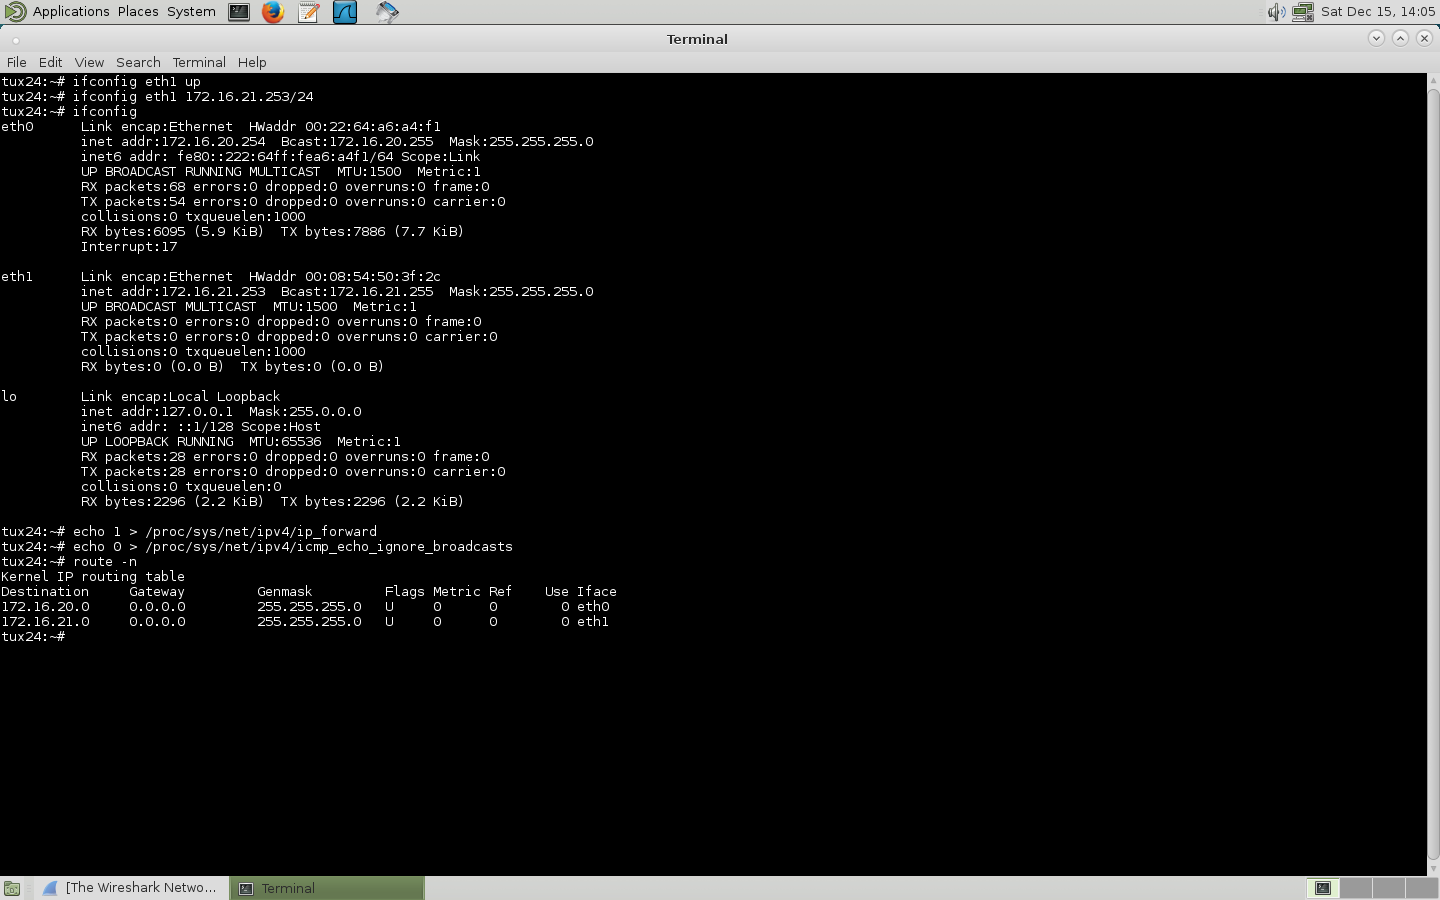 Applications Places System
Sat Dec 15, 14:05
Terminal
File Edit View Search Terminal Help
tux24:~# ifconfig eth1 up
tux24:~# ifconfig eth1 172.16.21.253/24
tux24:~# ifconfig
eth0      Link encap:Ethernet  HWaddr 00:22:64:a6:a4:f1
          inet addr:172.16.20.254  Bcast:172.16.20.255  Mask:255.255.255.0
          inet6 addr: fe80::222:64ff:fea6:a4f1/64 Scope:Link
          UP BROADCAST RUNNING MULTICAST  MTU:1500  Metric:1
          RX packets:68 errors:0 dropped:0 overruns:0 frame:0
          TX packets:54 errors:0 dropped:0 overruns:0 carrier:0
          collisions:0 txqueuelen:1000
          RX bytes:6095 (5.9 KiB)  TX bytes:7886 (7.7 KiB)
          Interrupt:17
eth1      Link encap:Ethernet  HWaddr 00:08:54:50:3f:2c
          inet addr:172.16.21.253  Bcast:172.16.21.255  Mask:255.255.255.0
          UP BROADCAST MULTICAST  MTU:1500  Metric:1
          RX packets:0 errors:0 dropped:0 overruns:0 frame:0
          TX packets:0 errors:0 dropped:0 overruns:0 carrier:0
          collisions:0 txqueuelen:1000
          RX bytes:0 (0.0 B)  TX bytes:0 (0.0 B)
lo        Link encap:Local Loopback
          inet addr:127.0.0.1  Mask:255.0.0.0
          inet6 addr: ::1/128 Scope:Host
          UP LOOPBACK RUNNING  MTU:65536  Metric:1
          RX packets:28 errors:0 dropped:0 overruns:0 frame:0
          TX packets:28 errors:0 dropped:0 overruns:0 carrier:0
          collisions:0 txqueuelen:0
          RX bytes:2296 (2.2 KiB)  TX bytes:2296 (2.2 KiB)
tux24:~# echo 1 > /proc/sys/net/ipv4/ip_forward
tux24:~# echo 0 > /proc/sys/net/ipv4/icmp_echo_ignore_broadcasts
tux24:~# route -n
Kernel IP routing table
Destination     Gateway         Genmask         Flags Metric Ref    Use Iface
172.16.20.0     0.0.0.0         255.255.255.0   U     0      0        0 eth0
172.16.21.0     0.0.0.0         255.255.255.0   U     0      0        0 eth1
tux24:~#
[The Wireshark Netwo...
Terminal